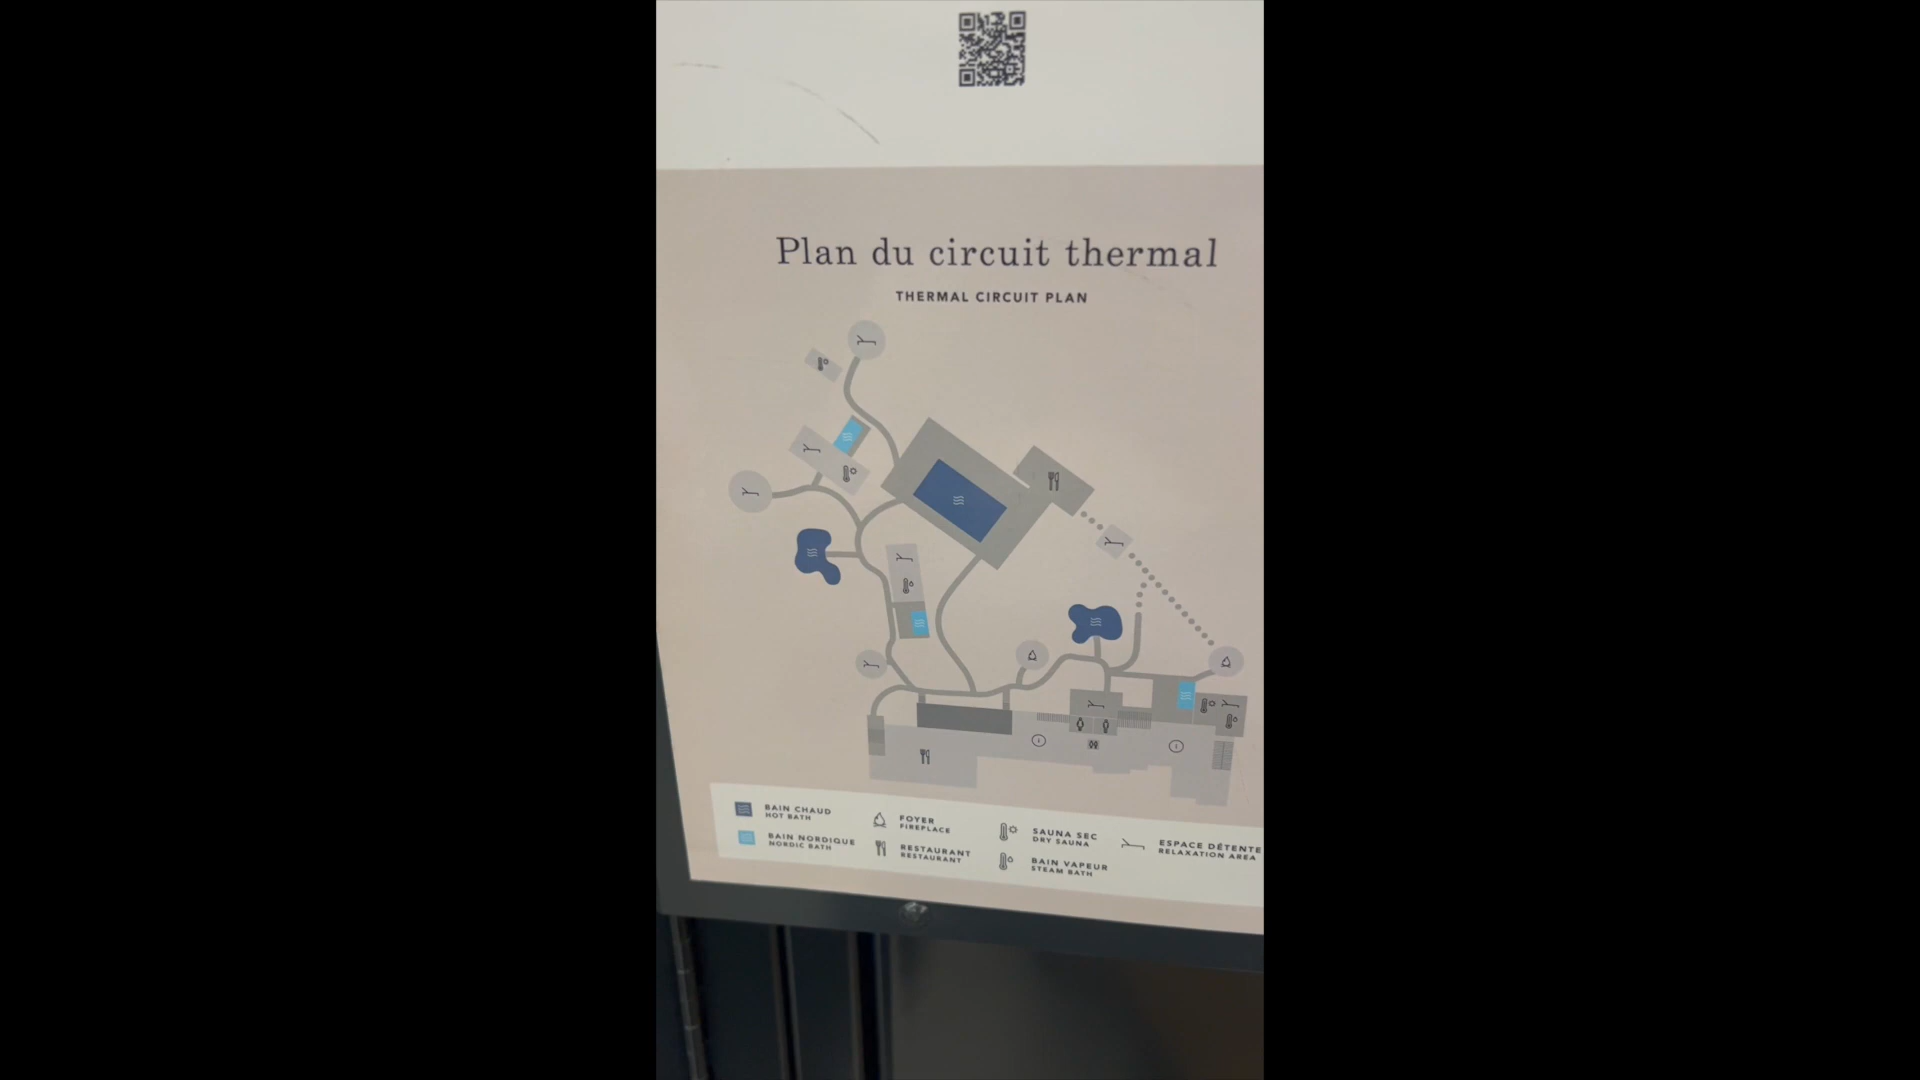 Plan du circuit thermal
THERMAL CIRCUIT PLAN
BAIN CHAUD
HOT BATH
BAIN NORDIQUE
NORDIC BATH
FOYER
FIREPLACE
RESTAURANT
RESTAURANT
SAUNA SEC
DRY SAUNA
BAIN VAPEUR
STEAM BATH
ESPACE DÉTENTE
RELAXATION AREA